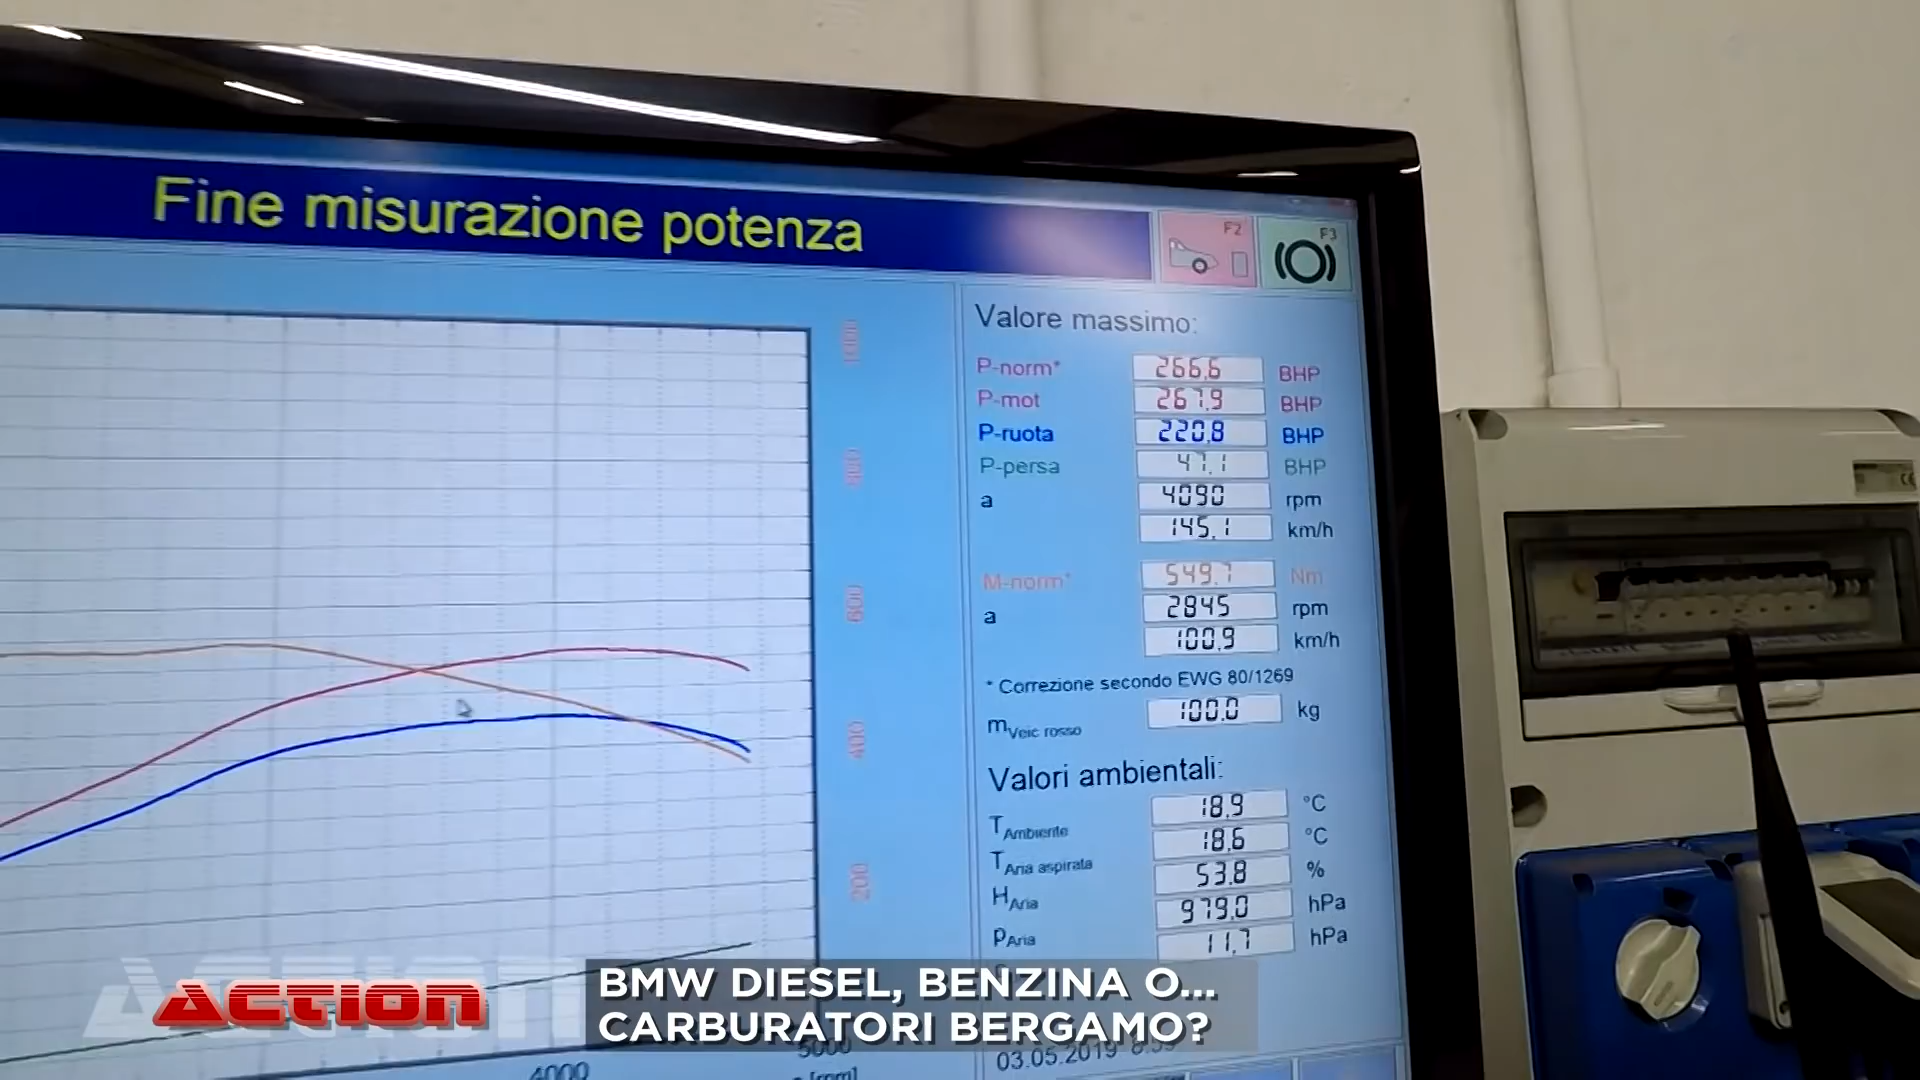 Fine misurazione potenza
F2
F3
Valore massimo:
P-norm* 266,6 BHP
P-mot 267,9 BHP
P-ruota 220,8 BHP
P-persa 47,1 BHP
a 4090 rpm
145,1 km/h
M-norm* 549,7 Nm
a 2845 rpm
100,9 km/h
* Correzione secondo EWG 80/1269
mVeic rosso 100,0 kg
Valori ambientali:
TAmbiente 18,9 °C
TAria aspirata 18,6 °C
HAria 53,8 %
pAria 979,0 hPa
11,7 hPa
600
400
200
4000
5000
03.05.2019
ACTION
BMW DIESEL, BENZINA O...
CARBURATORI BERGAMO?